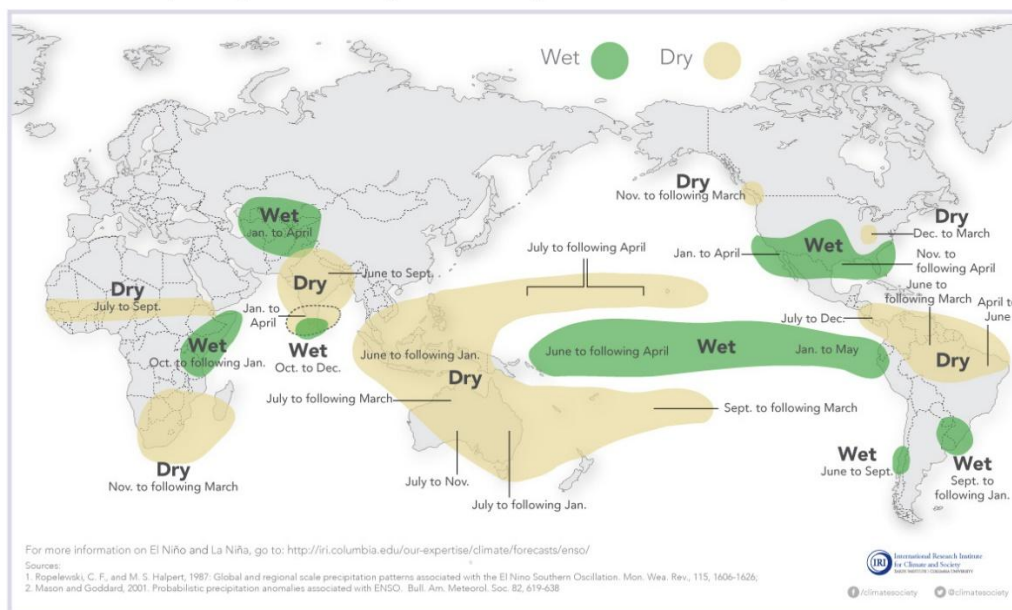 Wet
Dry
Dry
Nov. to following March
Wet
Jan. to April
Dry
Dec. to March
July to following April
Jan. to April
Wet
Nov. to
following April
June to Sept.
Dry
Dry
July to Sept.
Jan. to
April
June to
following March
April to
June
July to Dec.
Wet
Oct. to following Jan.
Wet
Oct. to Dec.
June to following Jan.
Dry
June to following April
Wet
Jan. to May
Dry
July to following March
Sept. to following March
Dry
Nov. to following March
July to Nov.
July to following Jan.
Wet
June to Sept.
Wet
Sept. to
following Jan.
For more information on El Niño and La Niña, go to: http://iri.columbia.edu/our-expertise/climate/forecasts/enso/
Sources:
1. Ropelewski, C. F., and M. S. Halpert, 1987: Global and regional scale precipitation patterns associated with the El Nino Southern Oscillation. Mon. Wea. Rev., 115, 1606-1626;
2. Mason and Goddard, 2001. Probabilistic precipitation anomalies associated with ENSO. Bull. Am. Meteorol. Soc. 82, 619-638
IRI
International Research Institute
for Climate and Society
EARTH INSTITUTE | COLUMBIA UNIVERSITY
/climatesociety
@climatesociety